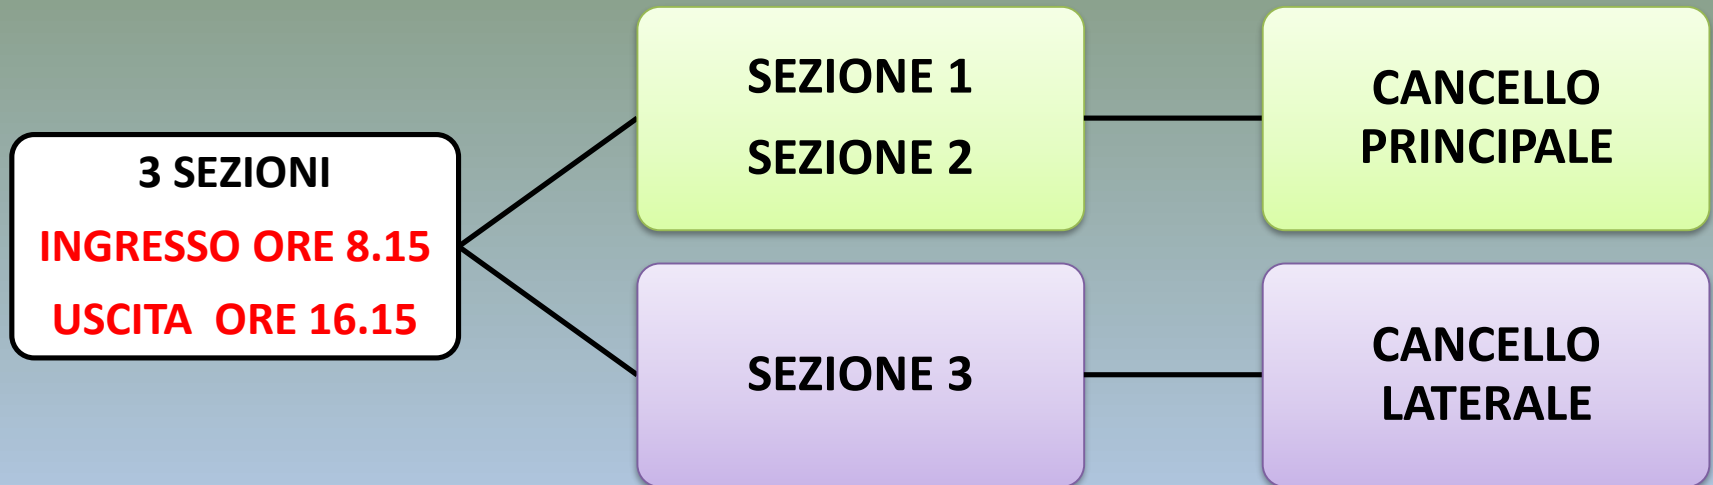 3 SEZIONI
INGRESSO ORE 8.15
USCITA  ORE 16.15
SEZIONE 1
SEZIONE 2
CANCELLO
PRINCIPALE
SEZIONE 3
CANCELLO
LATERALE